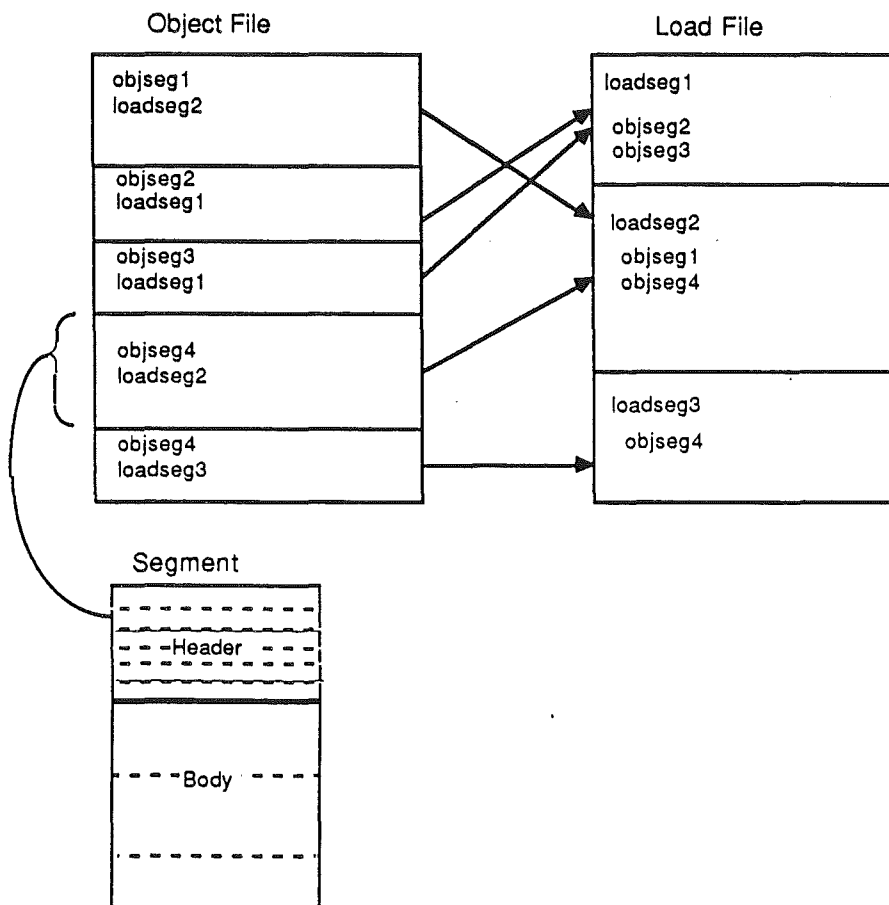 Object File
objseg1
loadseg2
objseg2
loadseg1
objseg3
loadseg1
objseg4
loadseg2
objseg4
loadseg3
Load File
loadseg1
objseg2
objseg3
loadseg2
objseg1
objseg4
loadseg3
objseg4
Segment
Header
Body